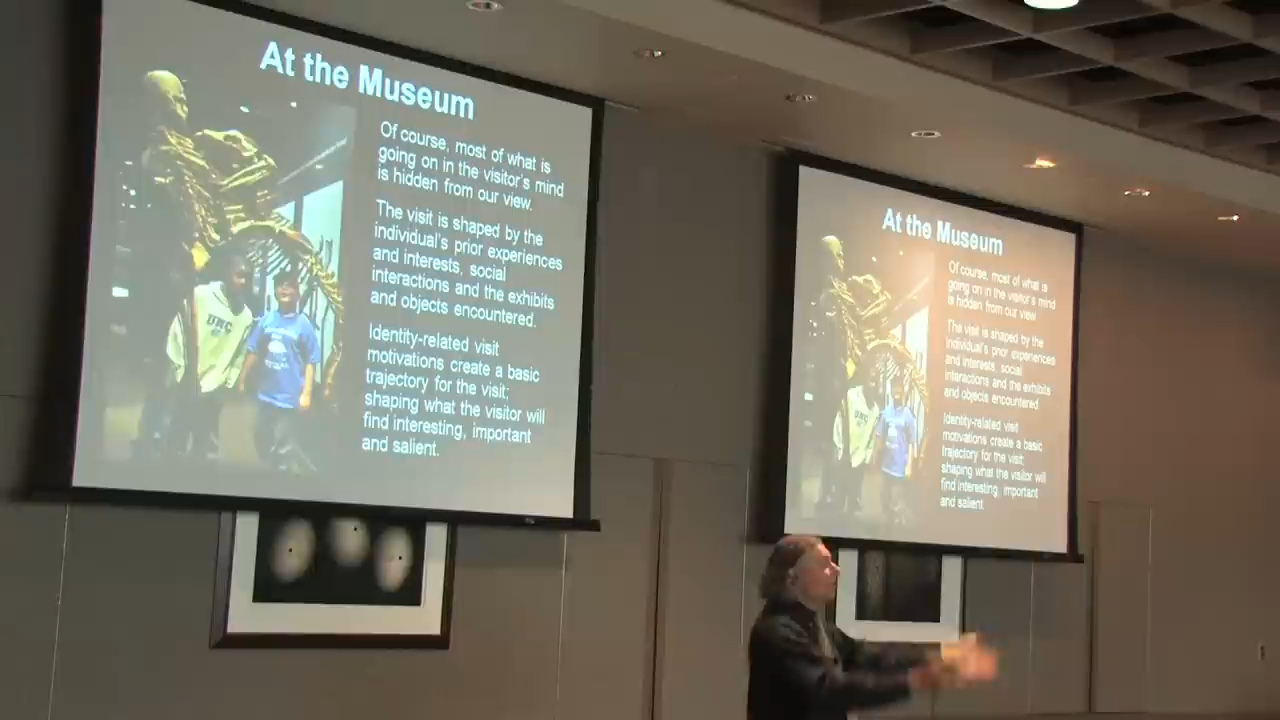 At the Museum
Of course, most of what is
going on in the visitor's mind
is hidden from our view.
The visit is shaped by the
individual's prior experiences
and interests, social
interactions and the exhibits
and objects encountered.
Identity-related visit
motivations create a basic
trajectory for the visit;
shaping what the visitor will
find interesting, important
and salient.
At the Museum
Of course, most of what is
going on in the visitor's mind
is hidden from our view.
The visit is shaped by the
individual's prior experiences
and interests, social
interactions and the exhibits
and objects encountered.
Identity-related visit
motivations create a basic
trajectory for the visit;
shaping what the visitor will
find interesting, important
and salient.